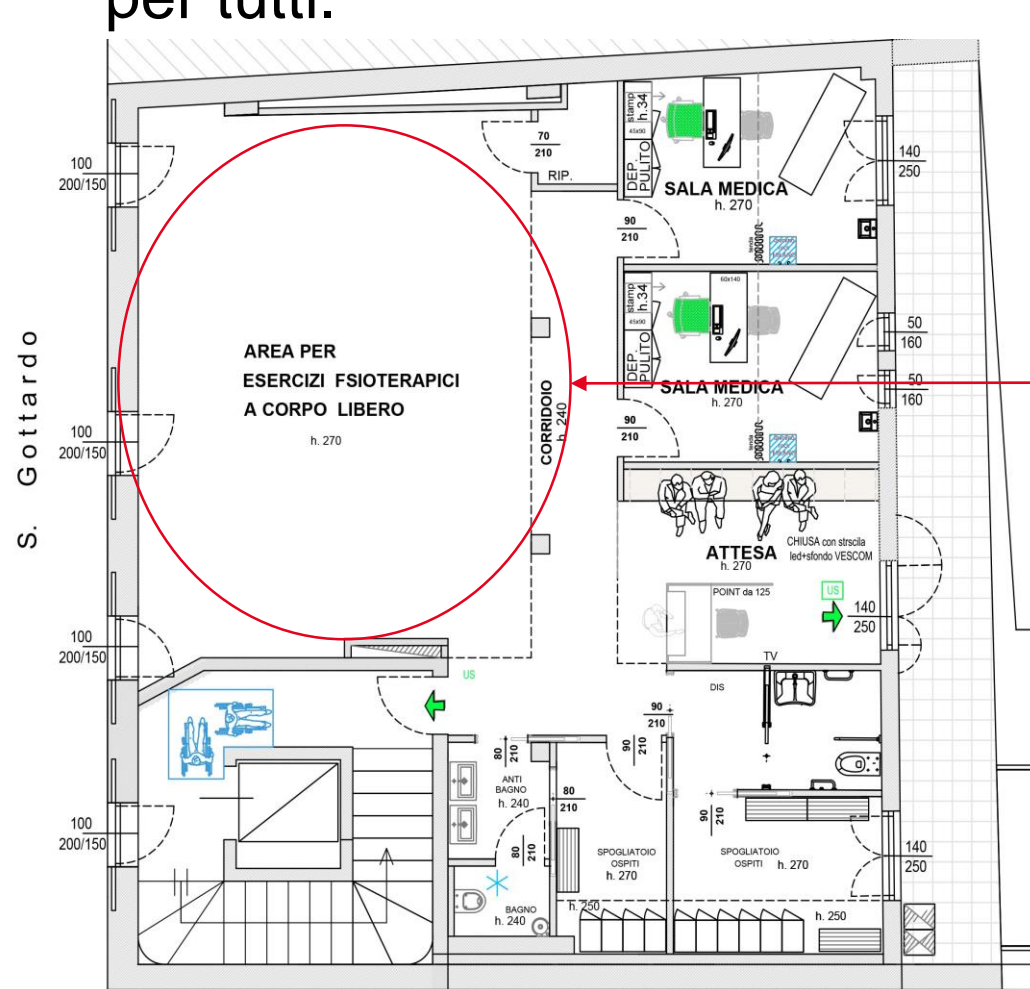 per tutti.
S. Gottardo
100
200/150
100
200/150
100
200/150
100
200/150
70
210
RIP.
stamp
h.34
45x90
DEP.
PULITO
SALA MEDICA
h. 270
tenda
90
210
140
250
stamp
h.34
45x90
DEP.
PULITO
60x140
SALA MEDICA
h. 270
tenda
90
210
50
160
50
160
AREA PER
ESERCIZI FSIOTERAPICI
A CORPO LIBERO
h. 270
CORRIDOIO
h. 240
ATTESA
h. 270
CHIUSA con strscila
led+sfondo VESCOM
POINT da 125
US
140
250
TV
US
DIS
90
210
80
210
90
210
ANTI
BAGNO
h. 240
80
210
80
210
90
210
SPOGLIATOIO
OSPITI
h. 270
SPOGLIATOIO
OSPITI h. 270
140
250
BAGNO
h. 240
h. 250
h. 250